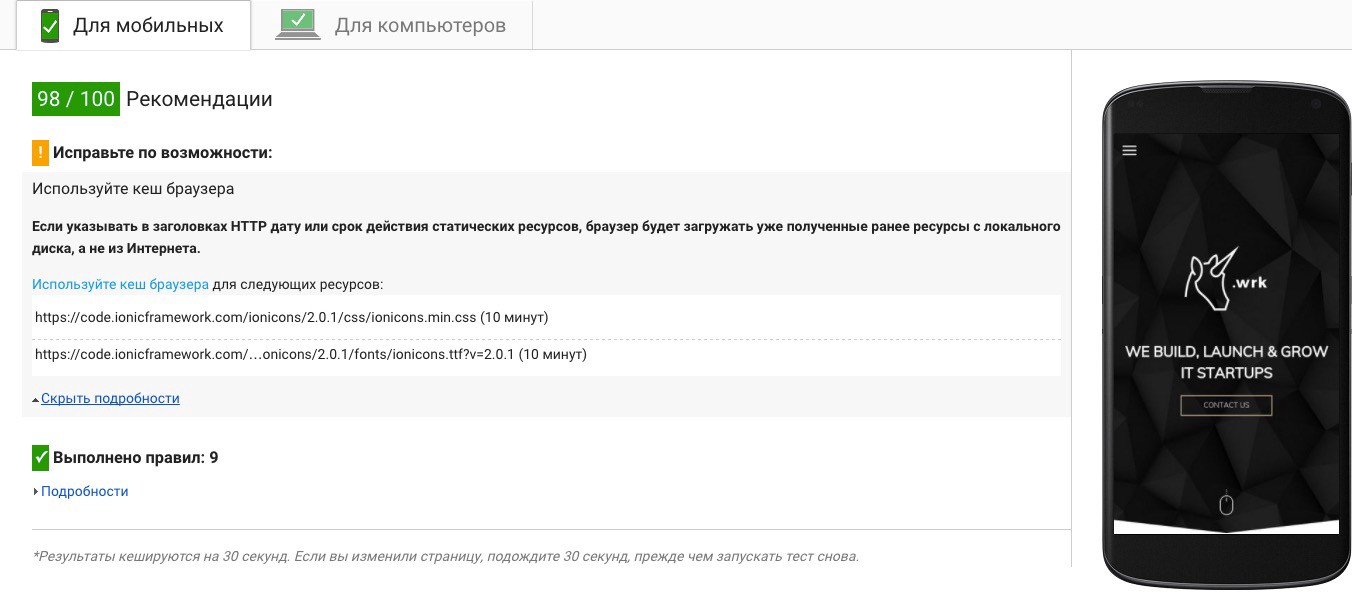 Для мобильных
Для компьютеров
98 / 100 Рекомендации
! Исправьте по возможности:
Используйте кеш браузера
Если указывать в заголовках HTTP дату или срок действия статических ресурсов, браузер будет загружать уже полученные ранее ресурсы с локального
диска, а не из Интернета.
Используйте кеш браузера для следующих ресурсов:
https://code.ionicframework.com/ionicons/2.0.1/css/ionicons.min.css (10 минут)
https://code.ionicframework.com/…onicons/2.0.1/fonts/ionicons.ttf?v=2.0.1 (10 минут)
Скрыть подробности
Выполнено правил: 9
Подробности
*Результаты кешируются на 30 секунд. Если вы изменили страницу, подождите 30 секунд, прежде чем запускать тест снова.
.wrk
WE BUILD, LAUNCH & GROW
IT STARTUPS
CONTACT US